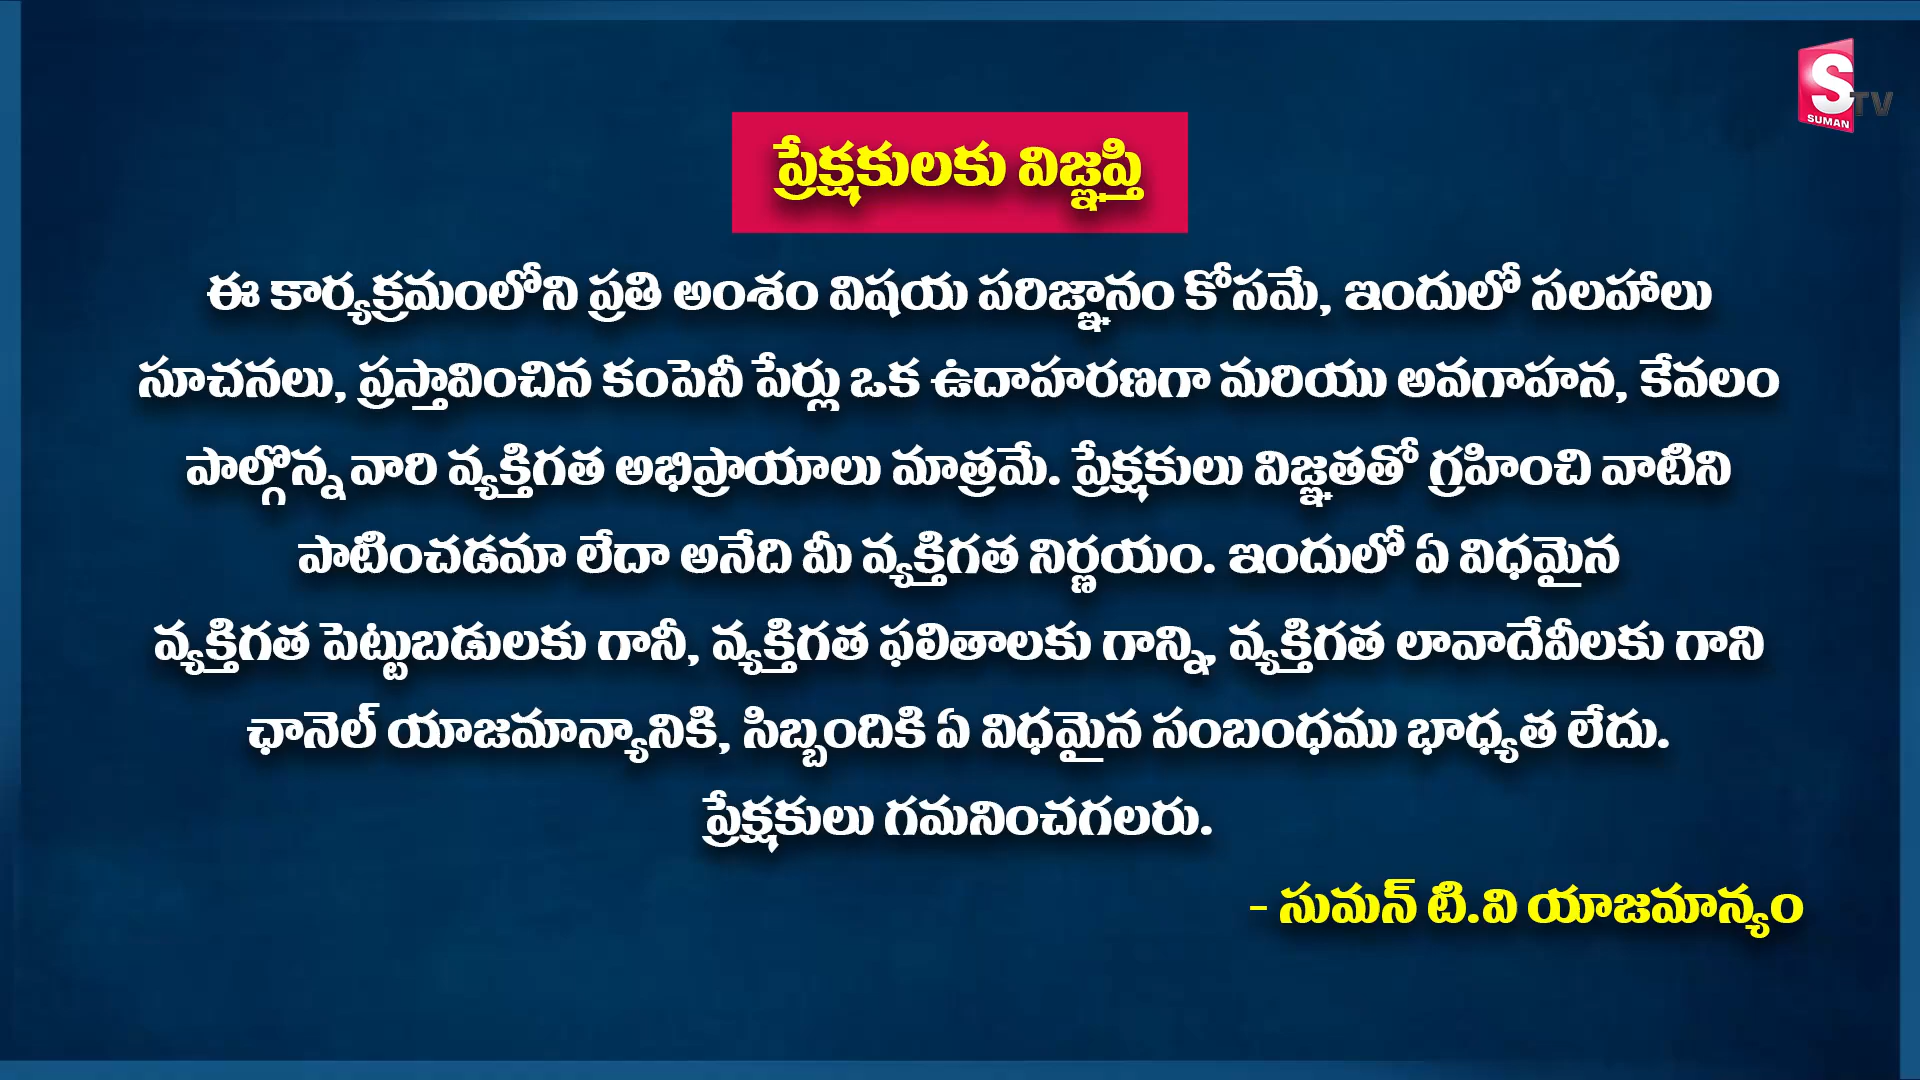 S TV
SUMAN
ప్రేక్షకులకు విజ్ఞప్తి
ఈ కార్యక్రమంలోని ప్రతి అంశం విషయ పరిజ్ఞానం కోసమే, ఇందులో సలహాలు
సూచనలు, ప్రస్తావించిన కంపెనీ పేర్లు ఒక ఉదాహరణగా మరియు అవగాహన, కేవలం
పాల్గొన్న వారి వ్యక్తిగత అభిప్రాయాలు మాత్రమే. ప్రేక్షకులు విజ్ఞతతో గ్రహించి వాటిని
పాటించడమా లేదా అనేది మీ వ్యక్తిగత నిర్ణయం. ఇందులో ఏ విధమైన
వ్యక్తిగత పెట్టుబడులకు గానీ, వ్యక్తిగత ఫలితాలకు గాన్ని, వ్యక్తిగత లావాదేవీలకు గాని
ఛానెల్ యాజమాన్యానికి, సిబ్బందికి ఏ విధమైన సంబంధము భాధ్యత లేదు.
ప్రేక్షకులు గమనించగలరు.
- సుమన్ టి.వి యాజమాన్యం